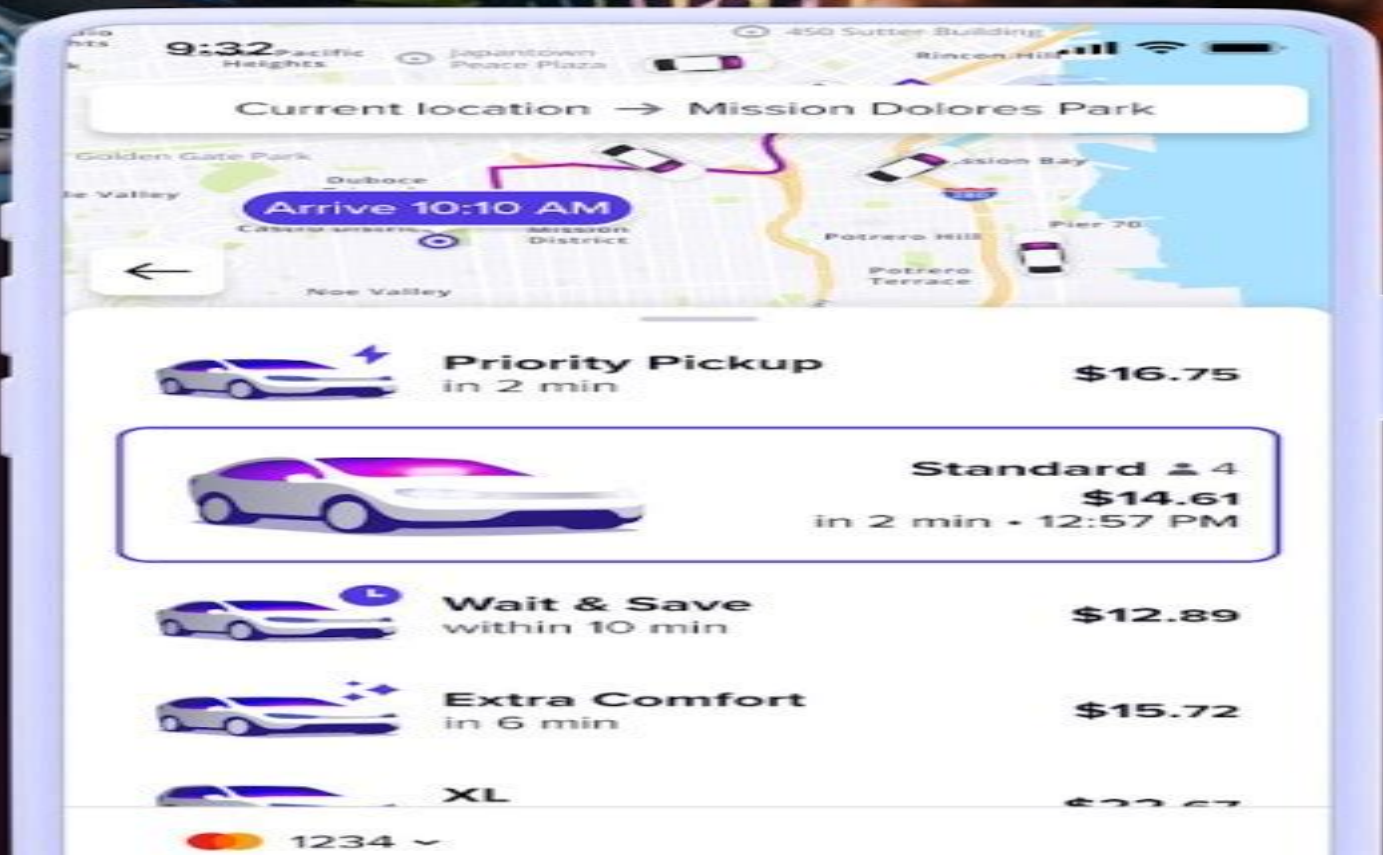 9:32
Pacific
Heights
Japantown
Peace Plaza
450 Sutter Building
Rincon Hill
Current location → Mission Dolores Park
Golden Gate Park
Duboce
Arrive 10:10 AM
Mission
District
Noe Valley
280
Pier 70
Potrero Hill
Potrero
Terrace
Priority Pickup
in 2 min
$16.75
Standard 4
$14.61
in 2 min • 12:57 PM
Wait & Save
within 10 min
$12.89
Extra Comfort
in 6 min
$15.72
XL
1234